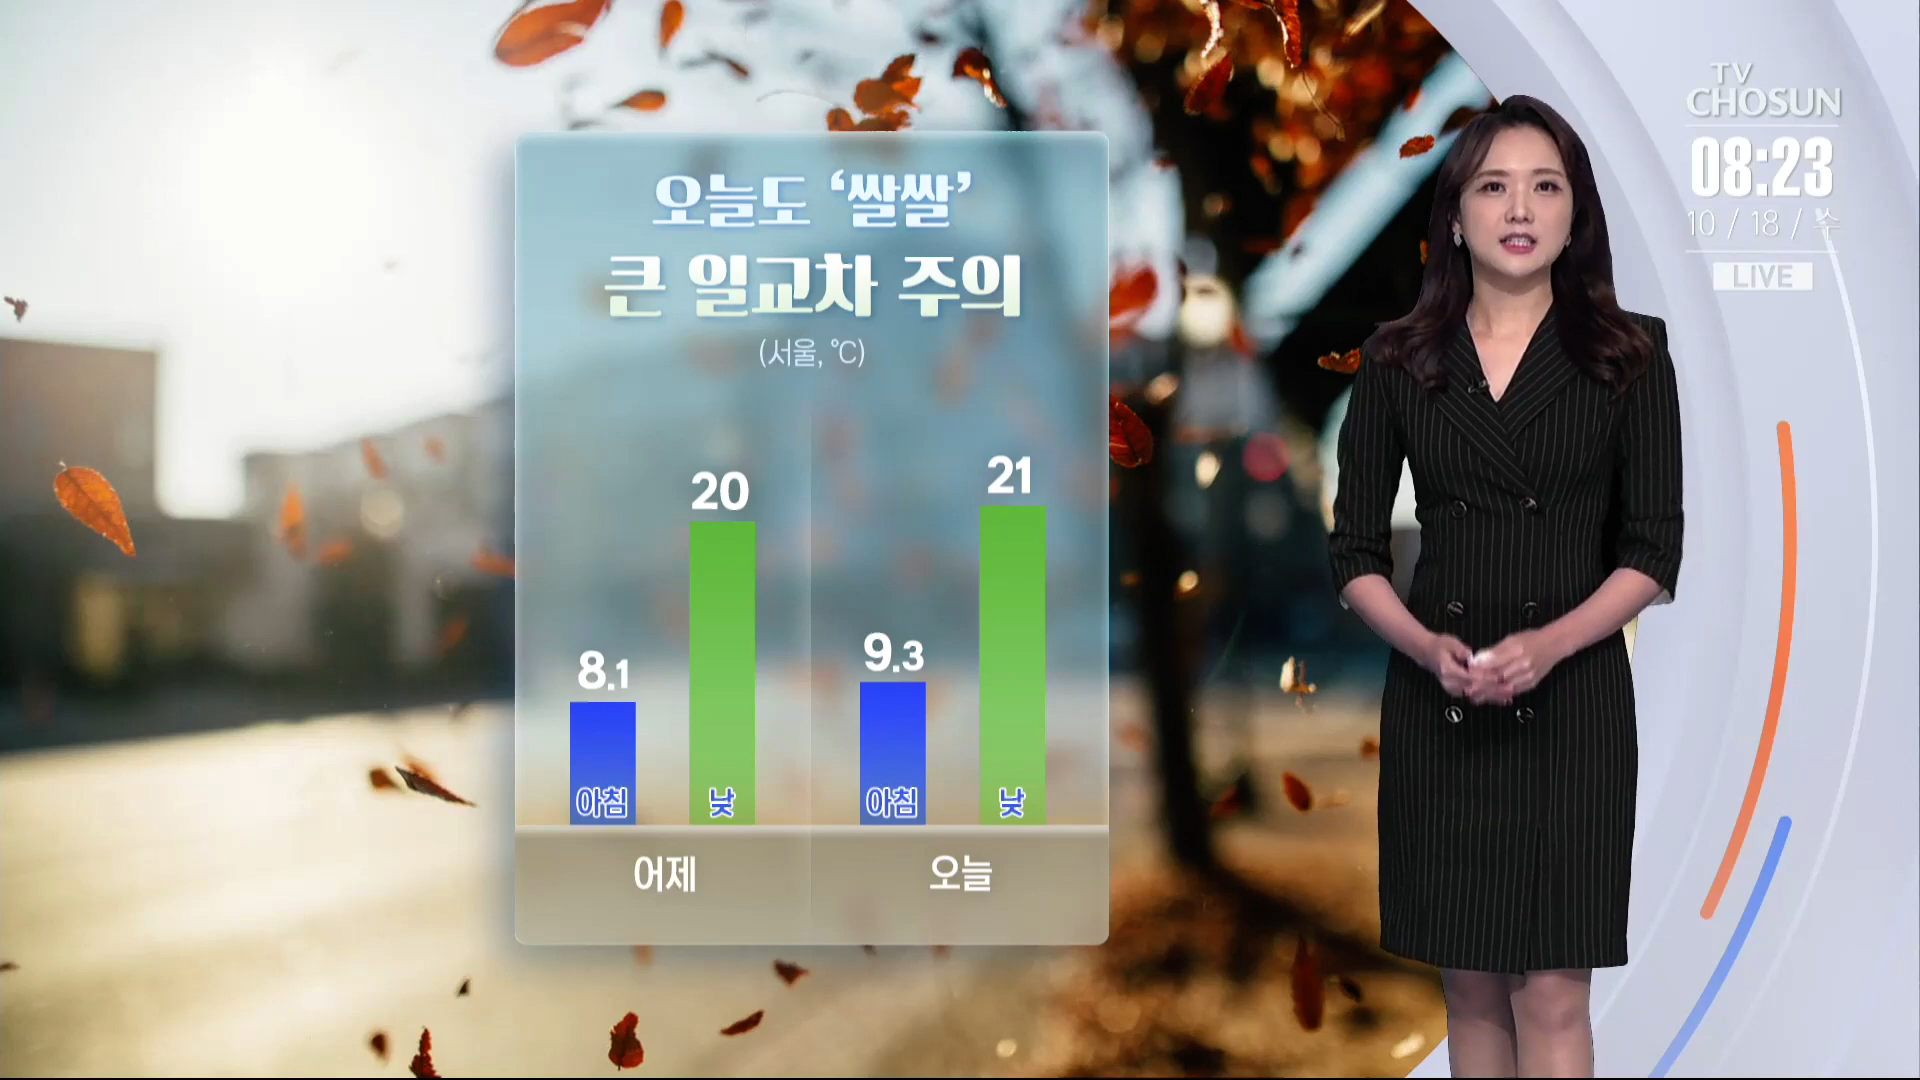 오늘도 ‘쌀쌀’
큰 일교차 주의
(서울, ℃)
8.1
20
9.3
21
아침
낮
아침
낮
어제
오늘
TV
CHOSUN
08:23
10 / 18 / 수
LIVE